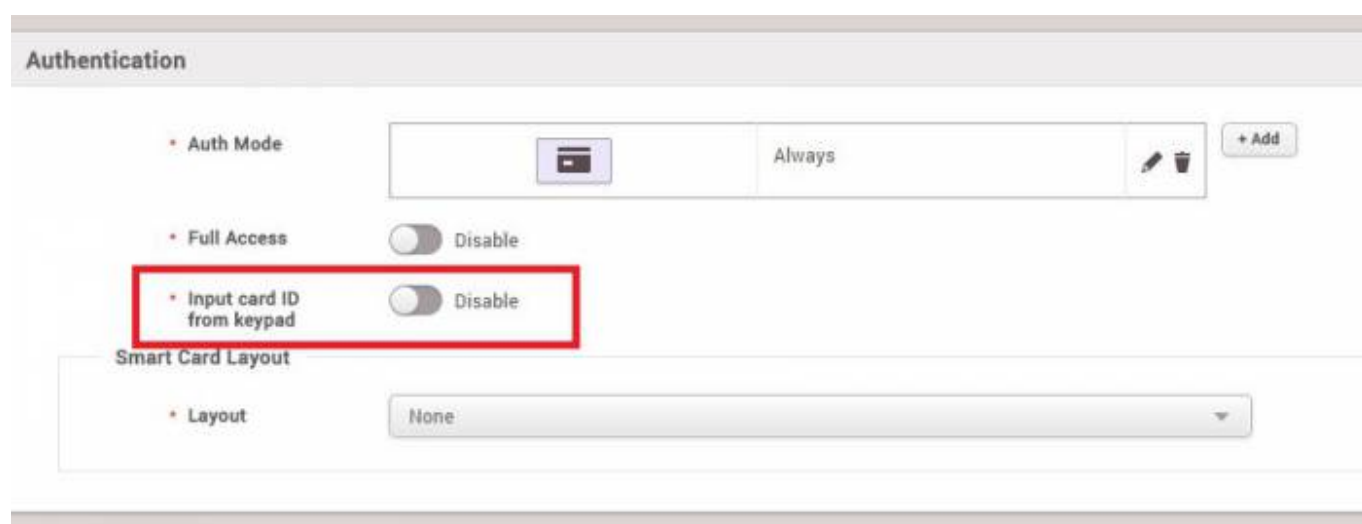 Authentication
• Auth Mode
Always
+ Add
• Full Access
Disable
• Input card ID
from keypad
Disable
Smart Card Layout
• Layout
None